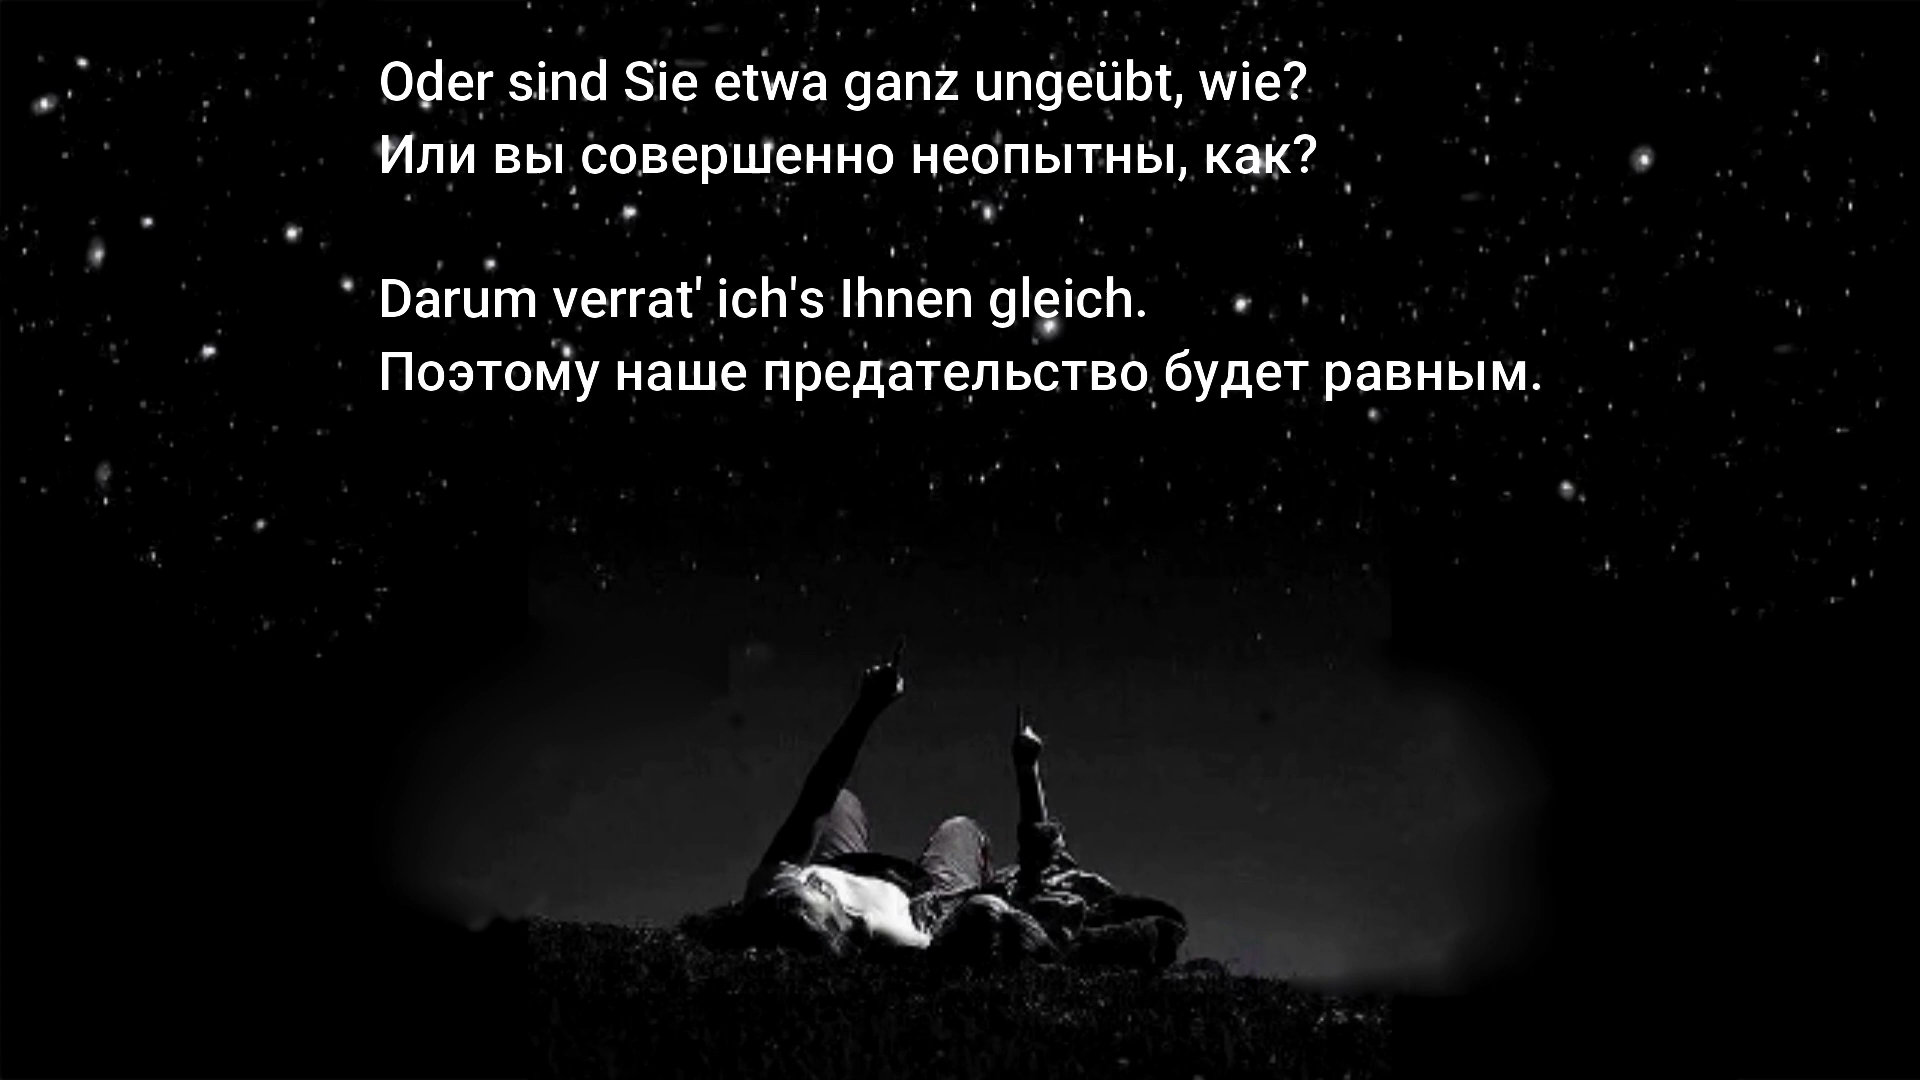 Oder sind Sie etwa ganz ungeübt, wie?
Или вы совершенно неопытны, как?
Darum verrat' ich's Ihnen gleich.
Поэтому наше предательство будет равным.